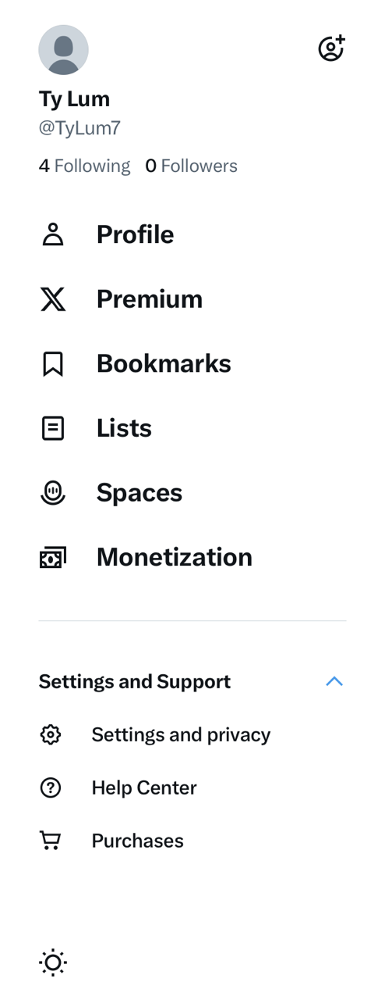 Ty Lum
@TyLum7
4 Following 0 Followers
Profile
Premium
Bookmarks
Lists
Spaces
Monetization
Settings and Support
Settings and privacy
Help Center
Purchases